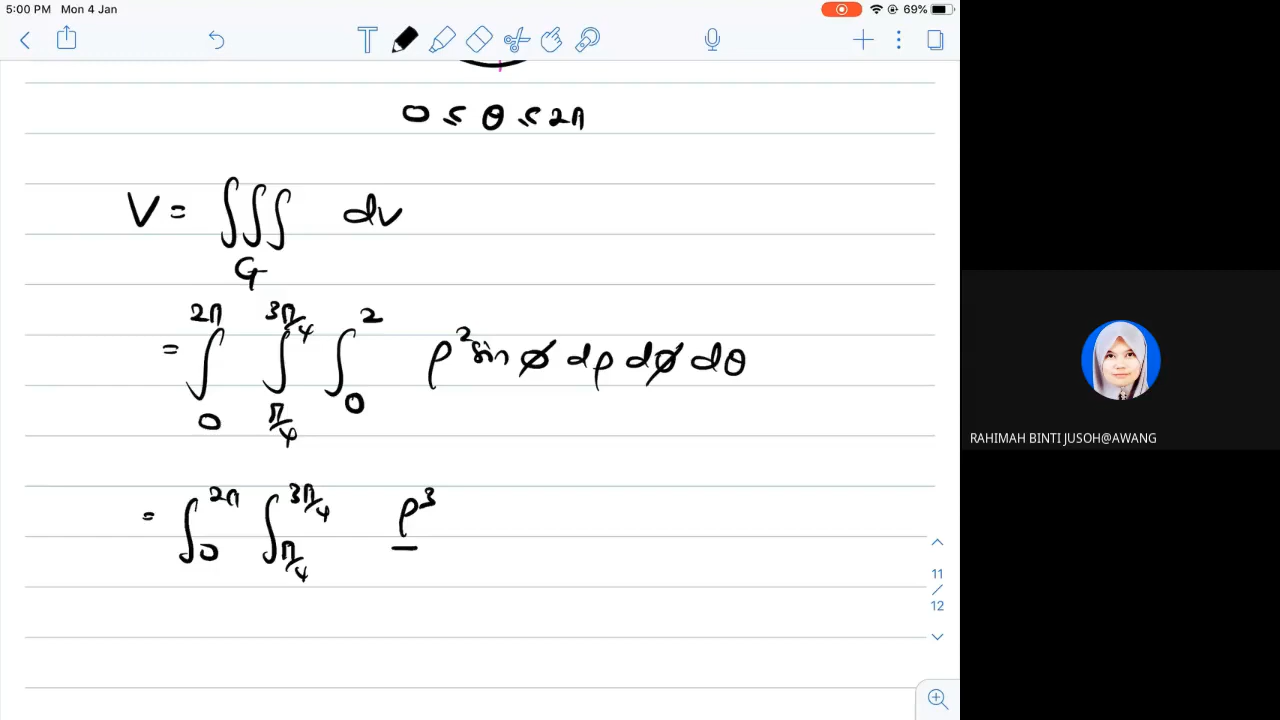 5:00 PM Mon 4 Jan
69%
0 ≤ θ ≤ 2π
V = ∭_G dv
= ∫_0^{2π} ∫_{π/4}^{3π/4} ∫_0^2 ρ² sin ϕ dρ dϕ dθ
= ∫_0^{2π} ∫_{π/4}^{3π/4} ρ³
RAHIMAH BINTI JUSOH@AWANG
11
/
12